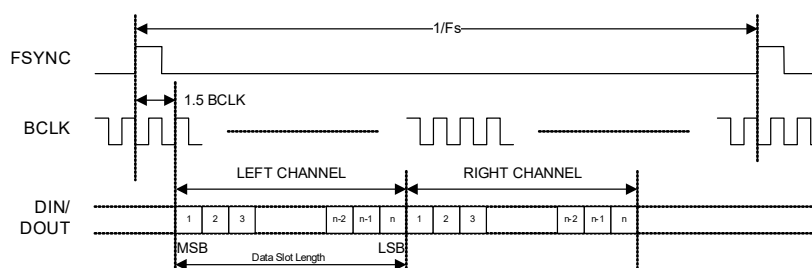 1/Fs
FSYNC
1.5 BCLK
BCLK
LEFT CHANNEL RIGHT CHANNEL
DIN/
DOUT
1 2 3 n-2 n-1 n 1 2 3 n-2 n-1 n
MSB LSB
Data Slot Length